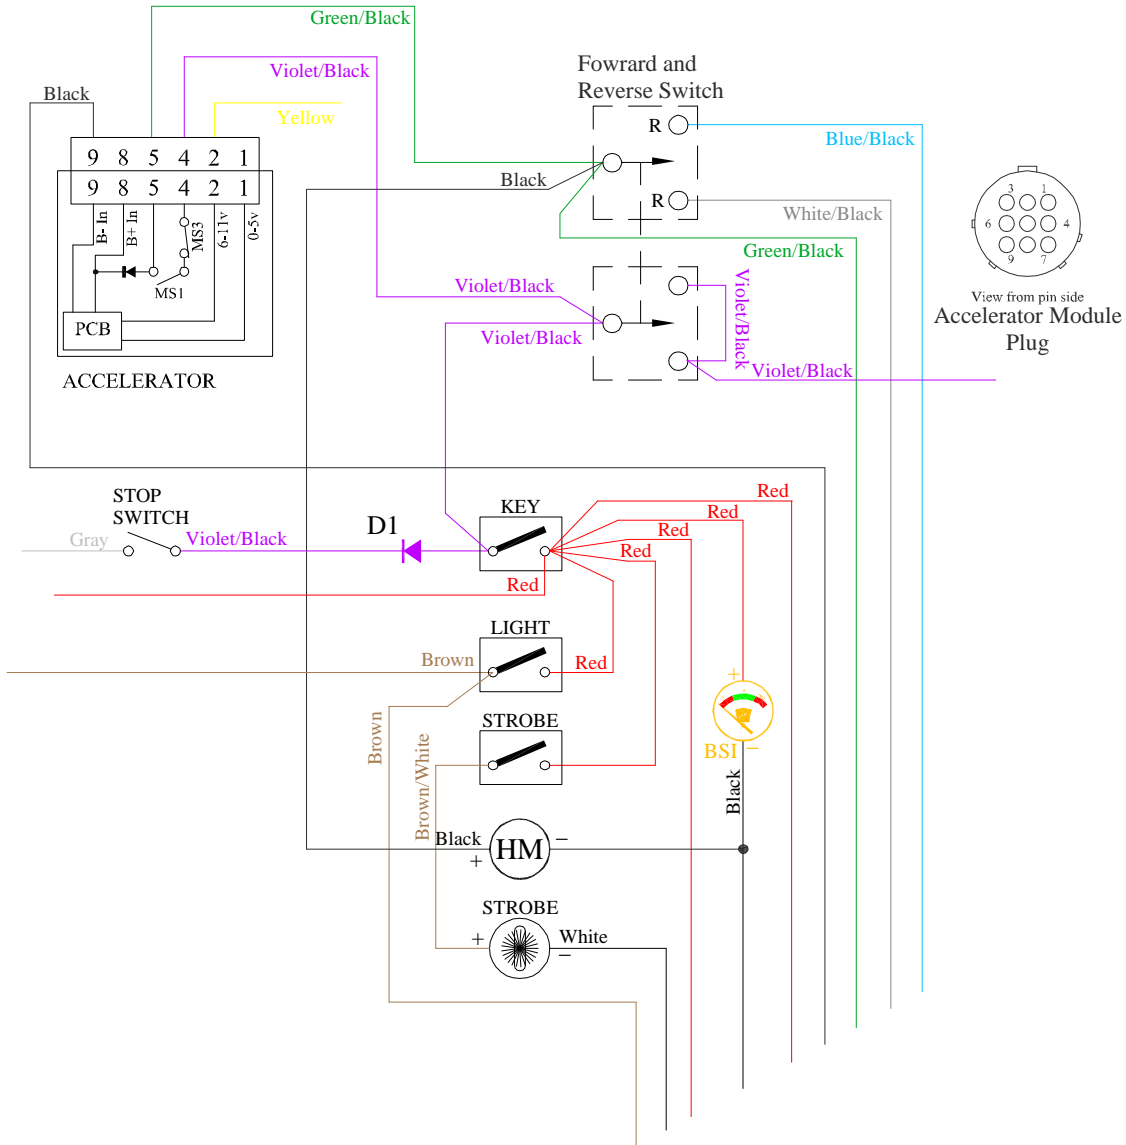 Green/Black
Violet/Black
Black
Yellow
9 8 5 4 2 1
9 8 5 4 2 1
B- In
B+ In
MS3
6-11v
0-5v
MS1
PCB
ACCELERATOR
Fowrard and
Reverse Switch
R
R
Black
Blue/Black
White/Black
Green/Black
Violet/Black
Violet/Black
Violet/Black
Violet/Black
3 1
6 4
9 7
View from pin side
Accelerator Module
Plug
STOP
SWITCH
Gray
Violet/Black
D1
KEY
Red
Red
Red
Red
Red
LIGHT
Brown
Red
Brown
STROBE
Brown/White
+
BSI
−
Black
Black
+
HM
−
STROBE
+
White
−